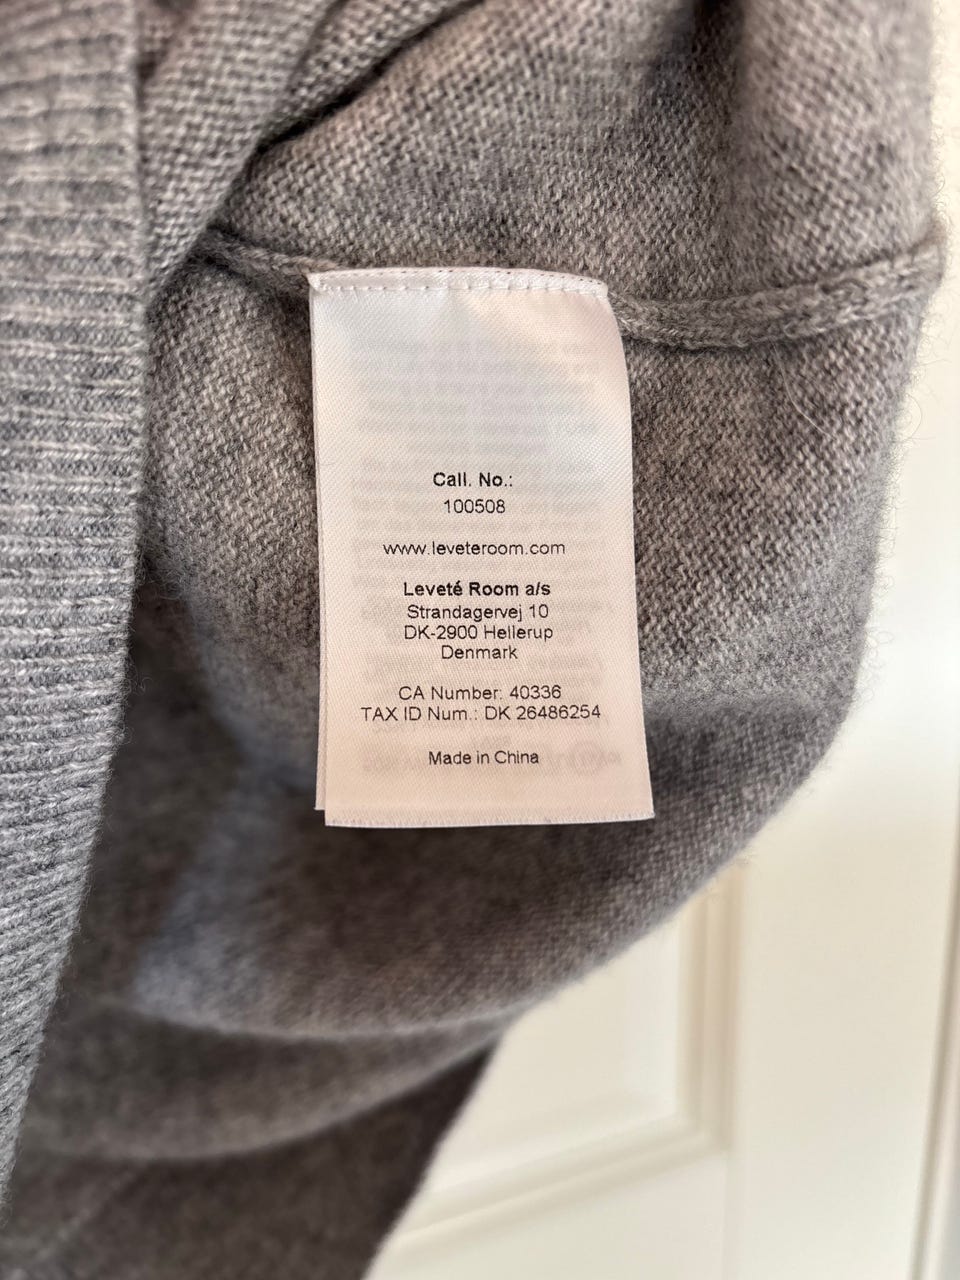 Call. No.:
100508
www.leveteroom.com
Leveté Room a/s
Strandagervej 10
DK-2900 Hellerup
Denmark
CA Number: 40336
TAX ID Num.: DK 26486254
Made in China